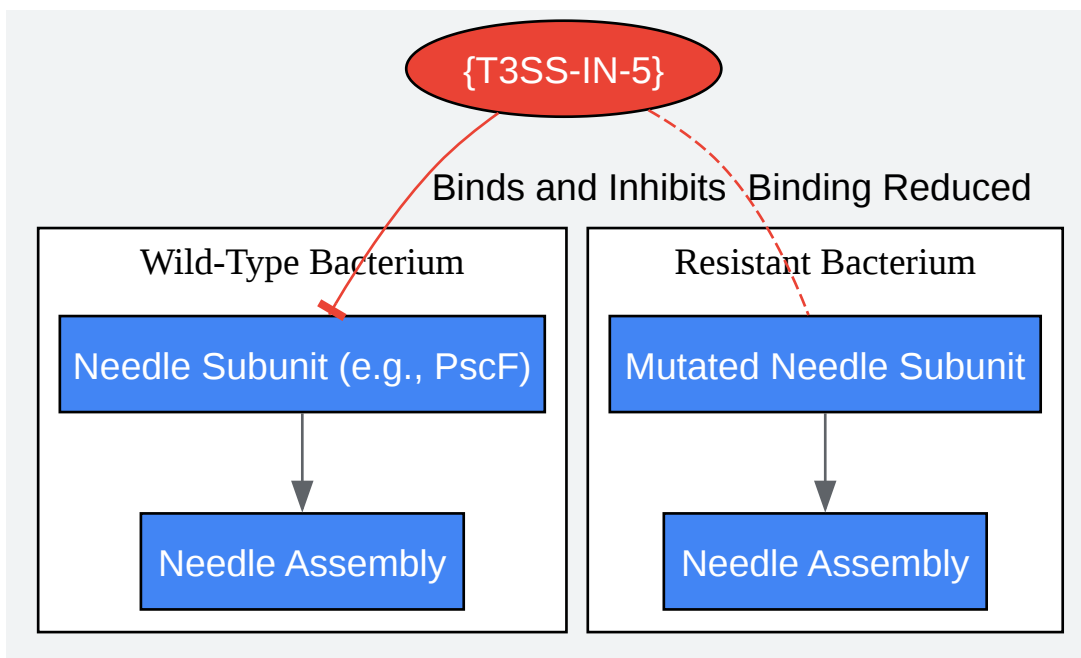 {T3SS-IN-5}
Binds and Inhibits
Binding Reduced
Wild-Type Bacterium
Resistant Bacterium
Needle Subunit (e.g., PscF)
Mutated Needle Subunit
Needle Assembly
Needle Assembly